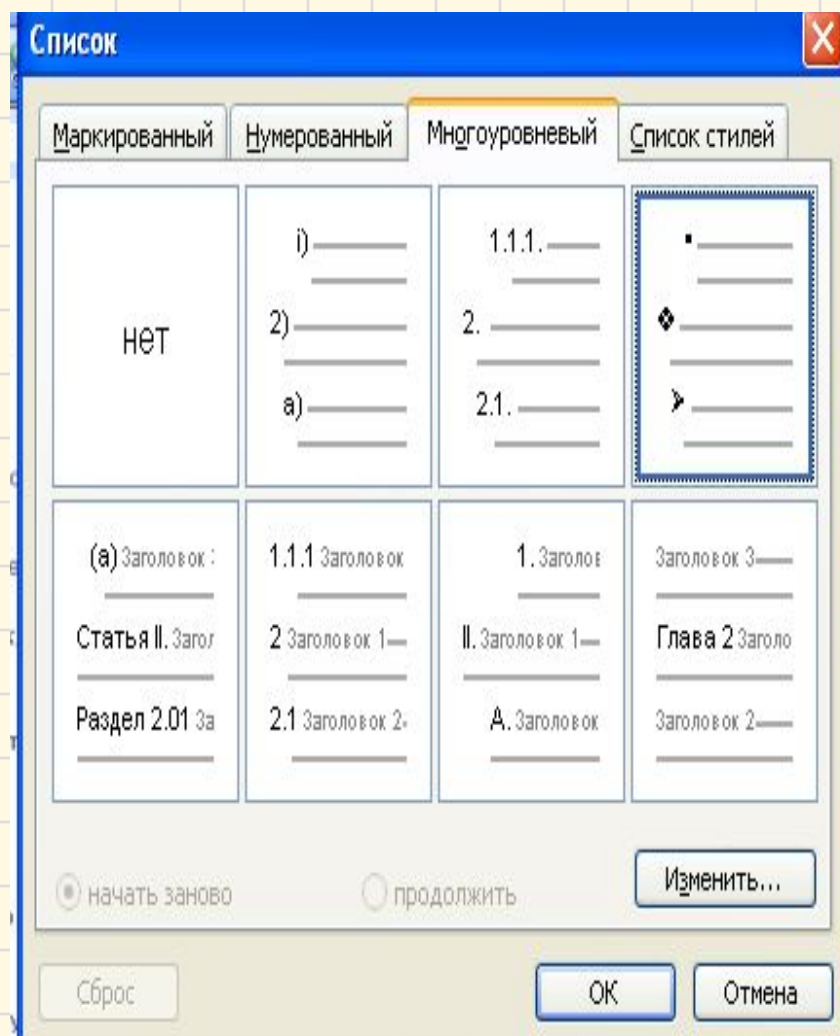 Список
Маркированный Нумерованный Многоуровневый Список стилей
нет
i)
2)
a)
1.1.1.
2.
2.1.
(a) Заголовок
Статья II. Загол
Раздел 2.01 За
1.1.1 Заголовок
2 Заголовок 1
2.1 Заголовок 2
1. Заголов
II. Заголовок 1
A. Заголовок
Заголовок 3
Глава 2 Заголо
Заголовок 2
начать заново продолжить Изменить...
Сброс ОК Отмена